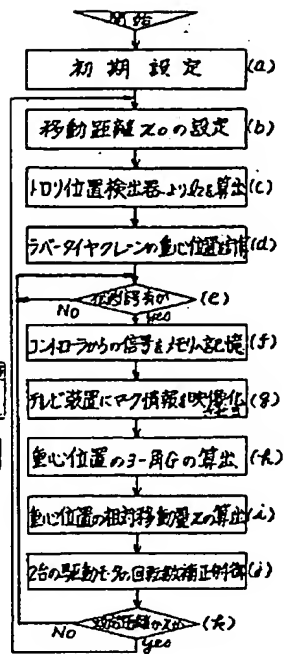 開始
初期設定 (a)
移動距離Xoの設定 (b)
トロリ位置検出器よりl2を算出 (c)
ラバータイヤクレーンの重心位置計算 (d)
(e)
No
yes
コントローラからの信号をメモリへ記憶 (f)
テレビ装置にマーク情報を映像化 (g)
重心位置のヨー角Gの算出 (h)
重心位置の相対移動量Xの算出 (i)
2台の駆動モータの回転数補正制御 (j)
(k)
No
yes